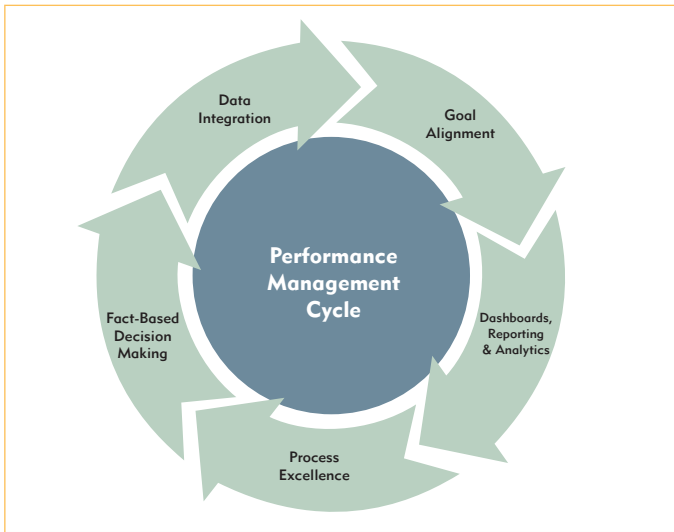 Data
Integration
Goal
Alignment
Performance
Management
Cycle
Dashboards,
Reporting
& Analytics
Process
Excellence
Fact-Based
Decision
Making